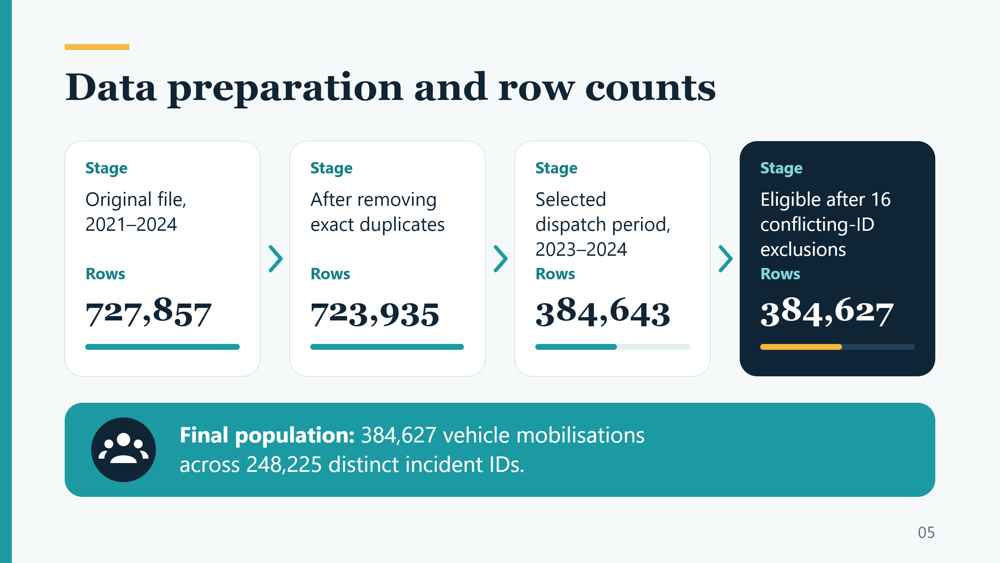 Data preparation and row counts
Stage
Original file,
2021–2024
Rows
727,857
Stage
After removing
exact duplicates
Rows
723,935
Stage
Selected
dispatch period,
2023–2024
Rows
384,643
Stage
Eligible after 16
conflicting-ID
exclusions
Rows
384,627
Final population: 384,627 vehicle mobilisations
across 248,225 distinct incident IDs.
05